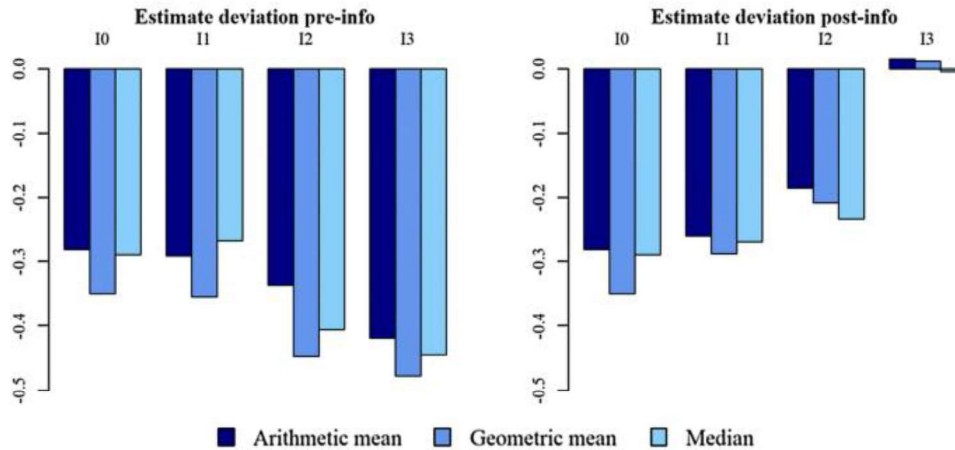 Estimate deviation pre-info
I0 I1 I2 I3
0.0
-0.1
-0.2
-0.3
-0.4
-0.5
Estimate deviation post-info
I0 I1 I2 I3
0.0
-0.1
-0.2
-0.3
-0.4
-0.5
Arithmetic mean Geometric mean Median